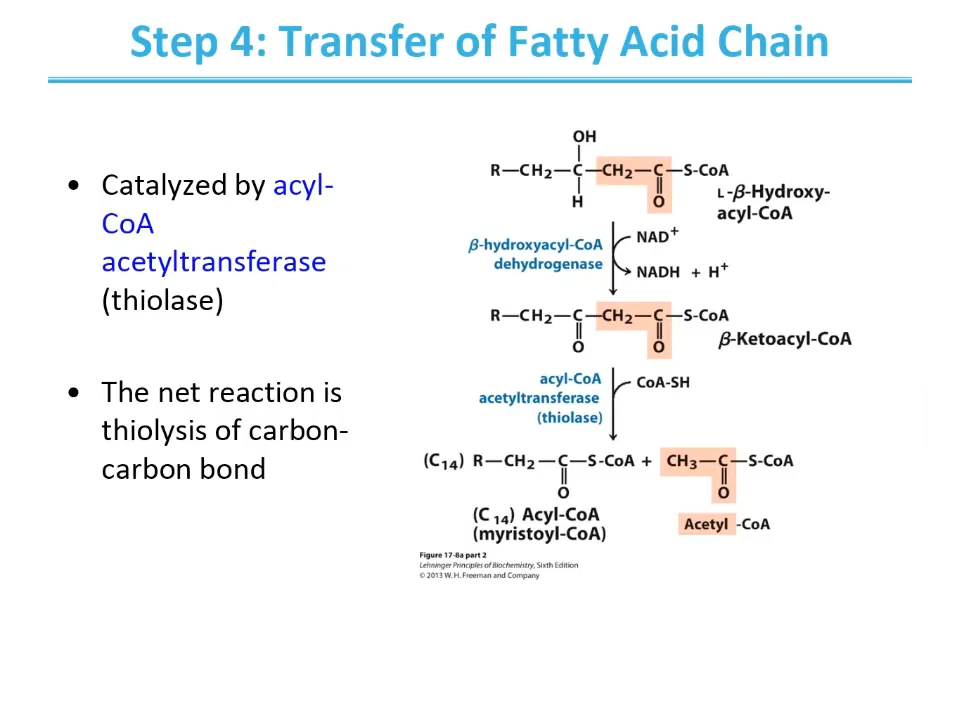 Step 4: Transfer of Fatty Acid Chain
• Catalyzed by acyl-
CoA
acetyltransferase
(thiolase)
• The net reaction is
thiolysis of carbon-
carbon bond
OH
R—CH₂—C—CH₂—C—S-CoA
H
O
L-β-Hydroxy-
acyl-CoA
β-hydroxyacyl-CoA
dehydrogenase
NAD⁺
NADH + H⁺
R—CH₂—C—CH₂—C—S-CoA
O
O
β-Ketoacyl-CoA
acyl-CoA
acetyltransferase
(thiolase)
CoA-SH
(C₁₄) R—CH₂—C—S-CoA + CH₃—C—S-CoA
O
O
(C₁₄) Acyl-CoA
(myristoyl-CoA)
Acetyl-CoA
Figure 17-8a part 2
Lehninger Principles of Biochemistry, Sixth Edition
© 2013 W. H. Freeman and Company